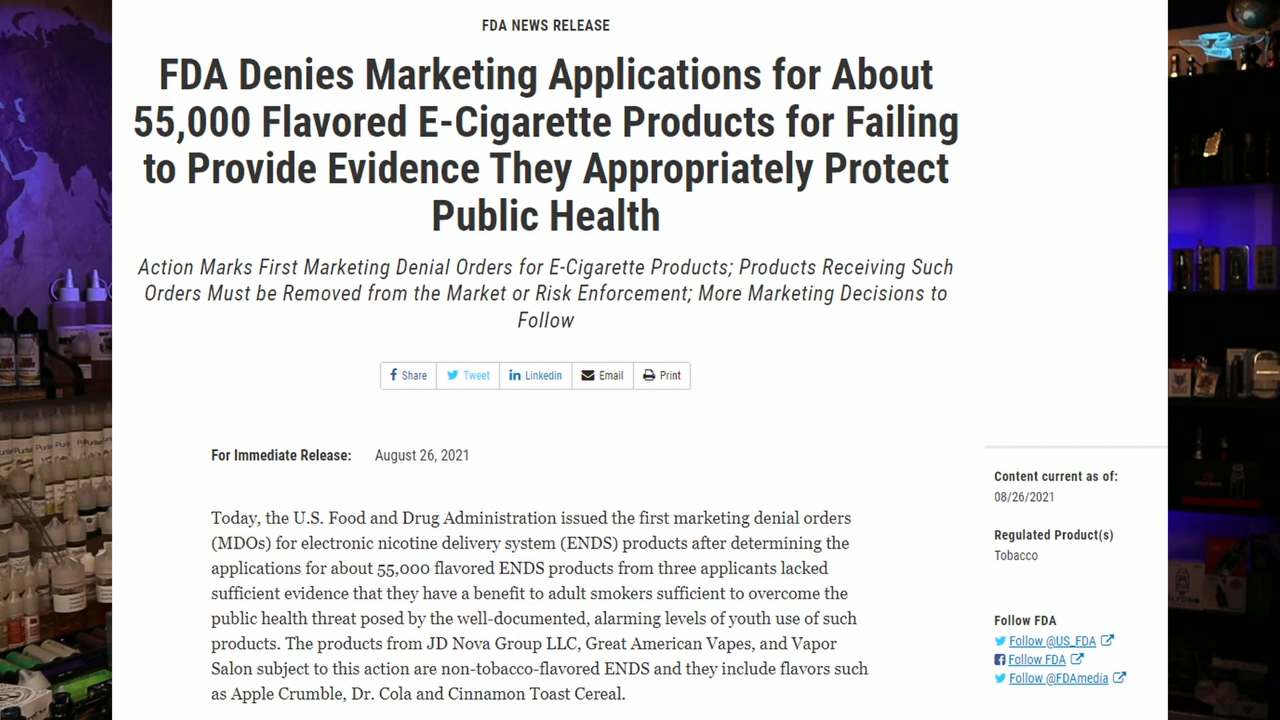 FDA NEWS RELEASE
FDA Denies Marketing Applications for About
55,000 Flavored E-Cigarette Products for Failing
to Provide Evidence They Appropriately Protect
Public Health
Action Marks First Marketing Denial Orders for E-Cigarette Products; Products Receiving Such
Orders Must be Removed from the Market or Risk Enforcement; More Marketing Decisions to
Follow
Share Tweet Linkedin Email Print
For Immediate Release: August 26, 2021
Today, the U.S. Food and Drug Administration issued the first marketing denial orders
(MDOs) for electronic nicotine delivery system (ENDS) products after determining the
applications for about 55,000 flavored ENDS products from three applicants lacked
sufficient evidence that they have a benefit to adult smokers sufficient to overcome the
public health threat posed by the well-documented, alarming levels of youth use of such
products. The products from JD Nova Group LLC, Great American Vapes, and Vapor
Salon subject to this action are non-tobacco-flavored ENDS and they include flavors such
as Apple Crumble, Dr. Cola and Cinnamon Toast Cereal.
Content current as of:
08/26/2021
Regulated Product(s)
Tobacco
Follow FDA
Follow @US_FDA
Follow FDA
Follow @FDAmedia